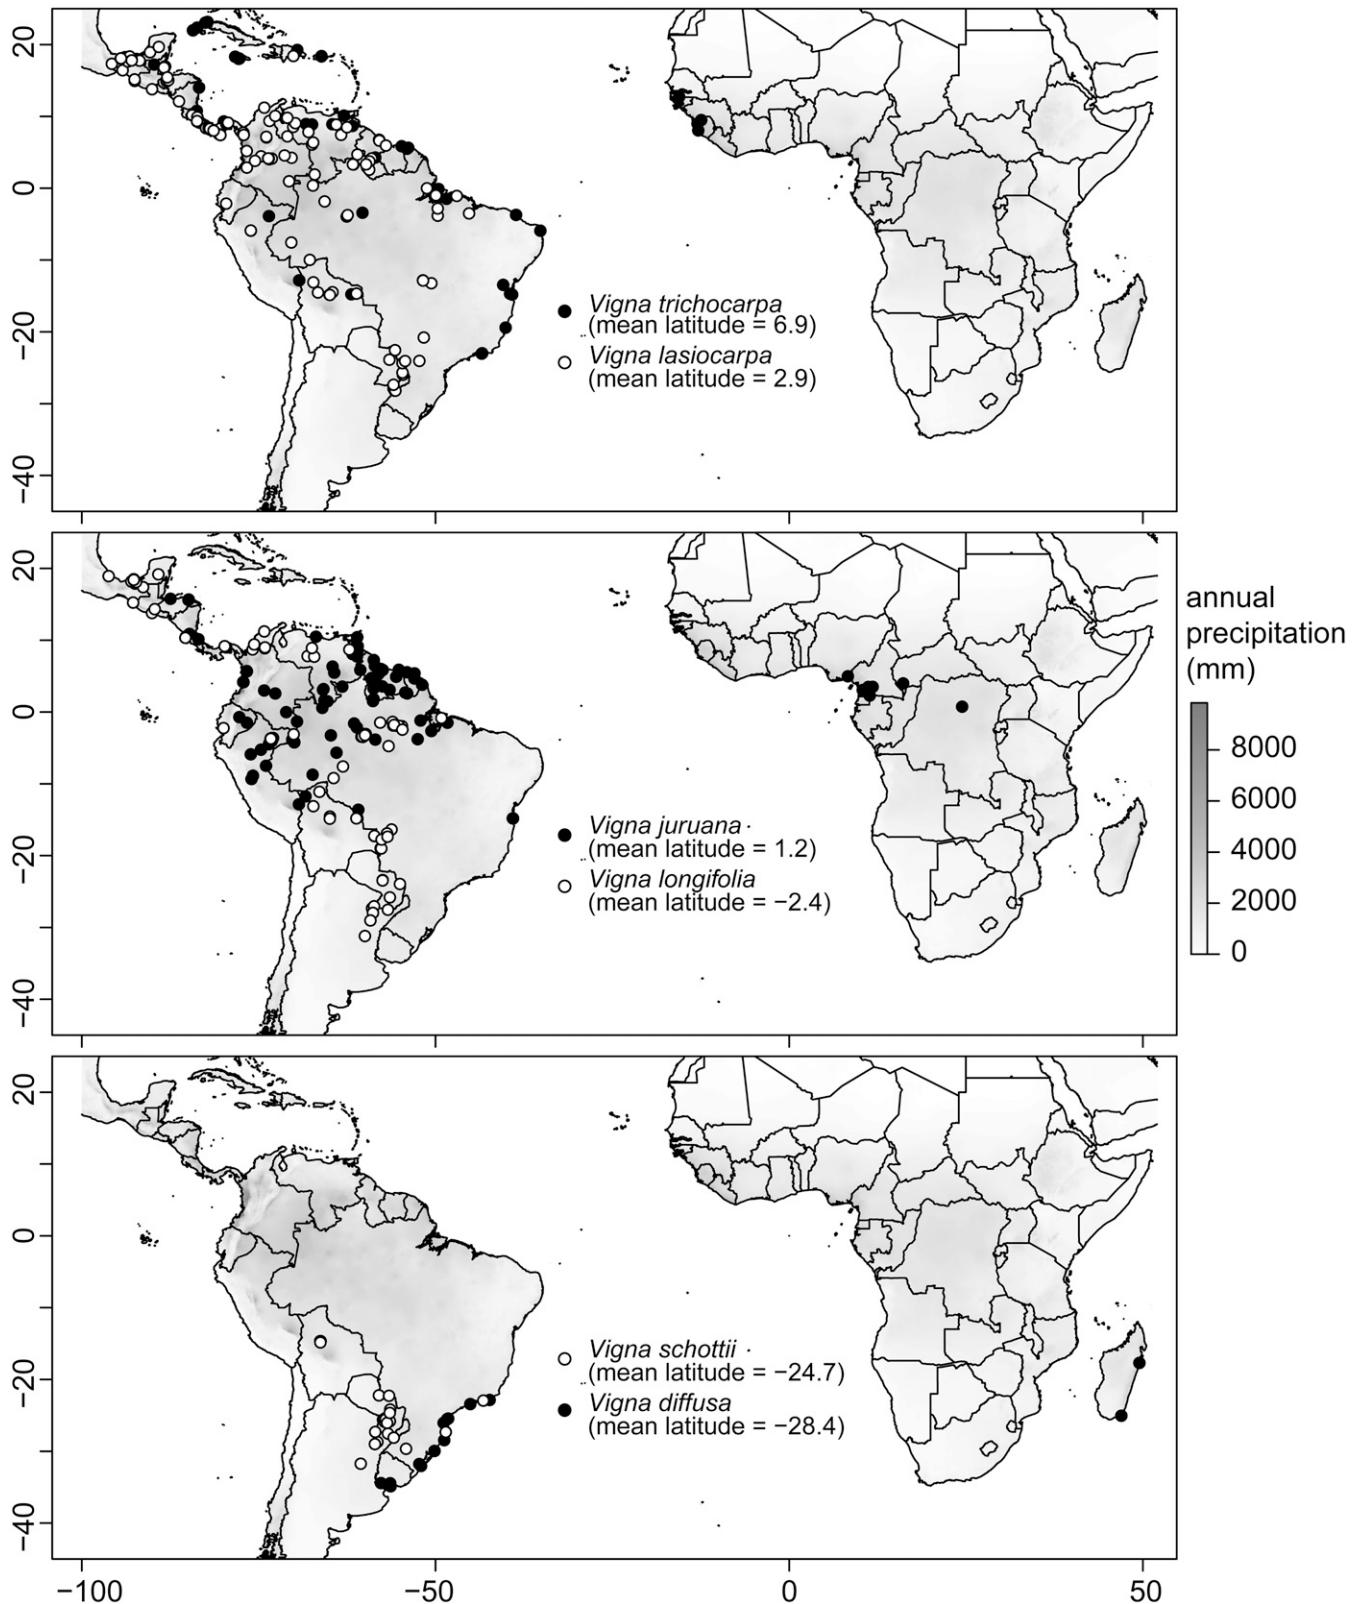 20
0
−20
−40
Vigna trichocarpa
(mean latitude = 6.9)
Vigna lasiocarpa
(mean latitude = 2.9)
20
0
−20
−40
Vigna juruana
(mean latitude = 1.2)
Vigna longifolia
(mean latitude = −2.4)
annual
precipitation
(mm)
8000
6000
4000
2000
0
20
0
−20
−40
Vigna schottii
(mean latitude = −24.7)
Vigna diffusa
(mean latitude = −28.4)
−100
−50
0
50